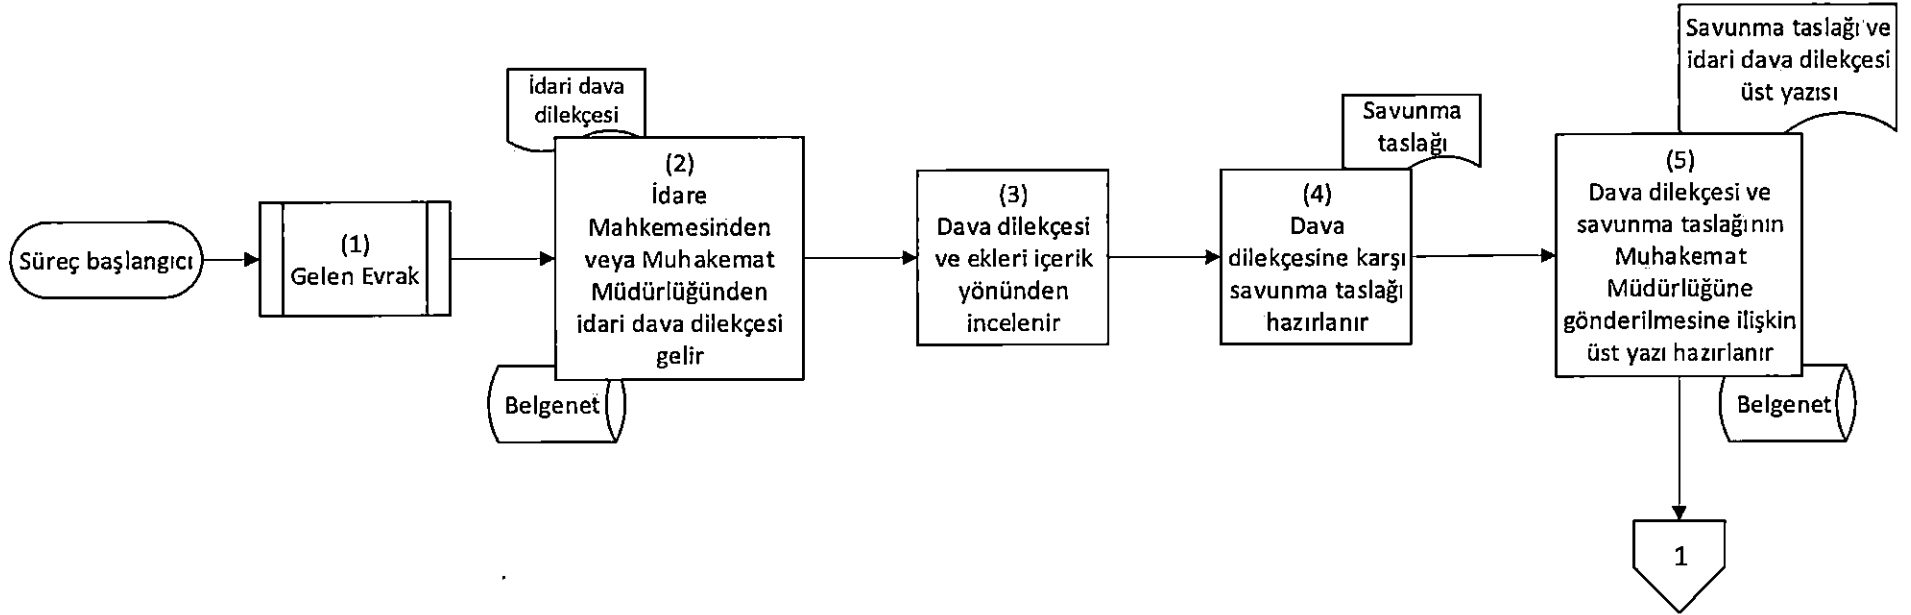 Süreç başlangıcı
(1)
Gelen Evrak
İdari dava
dilekçesi
(2)
İdare
Mahkemesinden
veya Muhakemat
Müdürlüğünden
idari dava dilekçesi
gelir
Belgenet
(3)
Dava dilekçesi
ve ekleri içerik
yönünden
incelenir
Savunma
taslağı
(4)
Dava
dilekçesine karşı
savunma taslağı
hazırlanır
Savunma taslağı ve
idari dava dilekçesi
üst yazısı
(5)
Dava dilekçesi ve
savunma taslağının
Muhakemat
Müdürlüğüne
gönderilmesine ilişkin
üst yazı hazırlanır
Belgenet
1